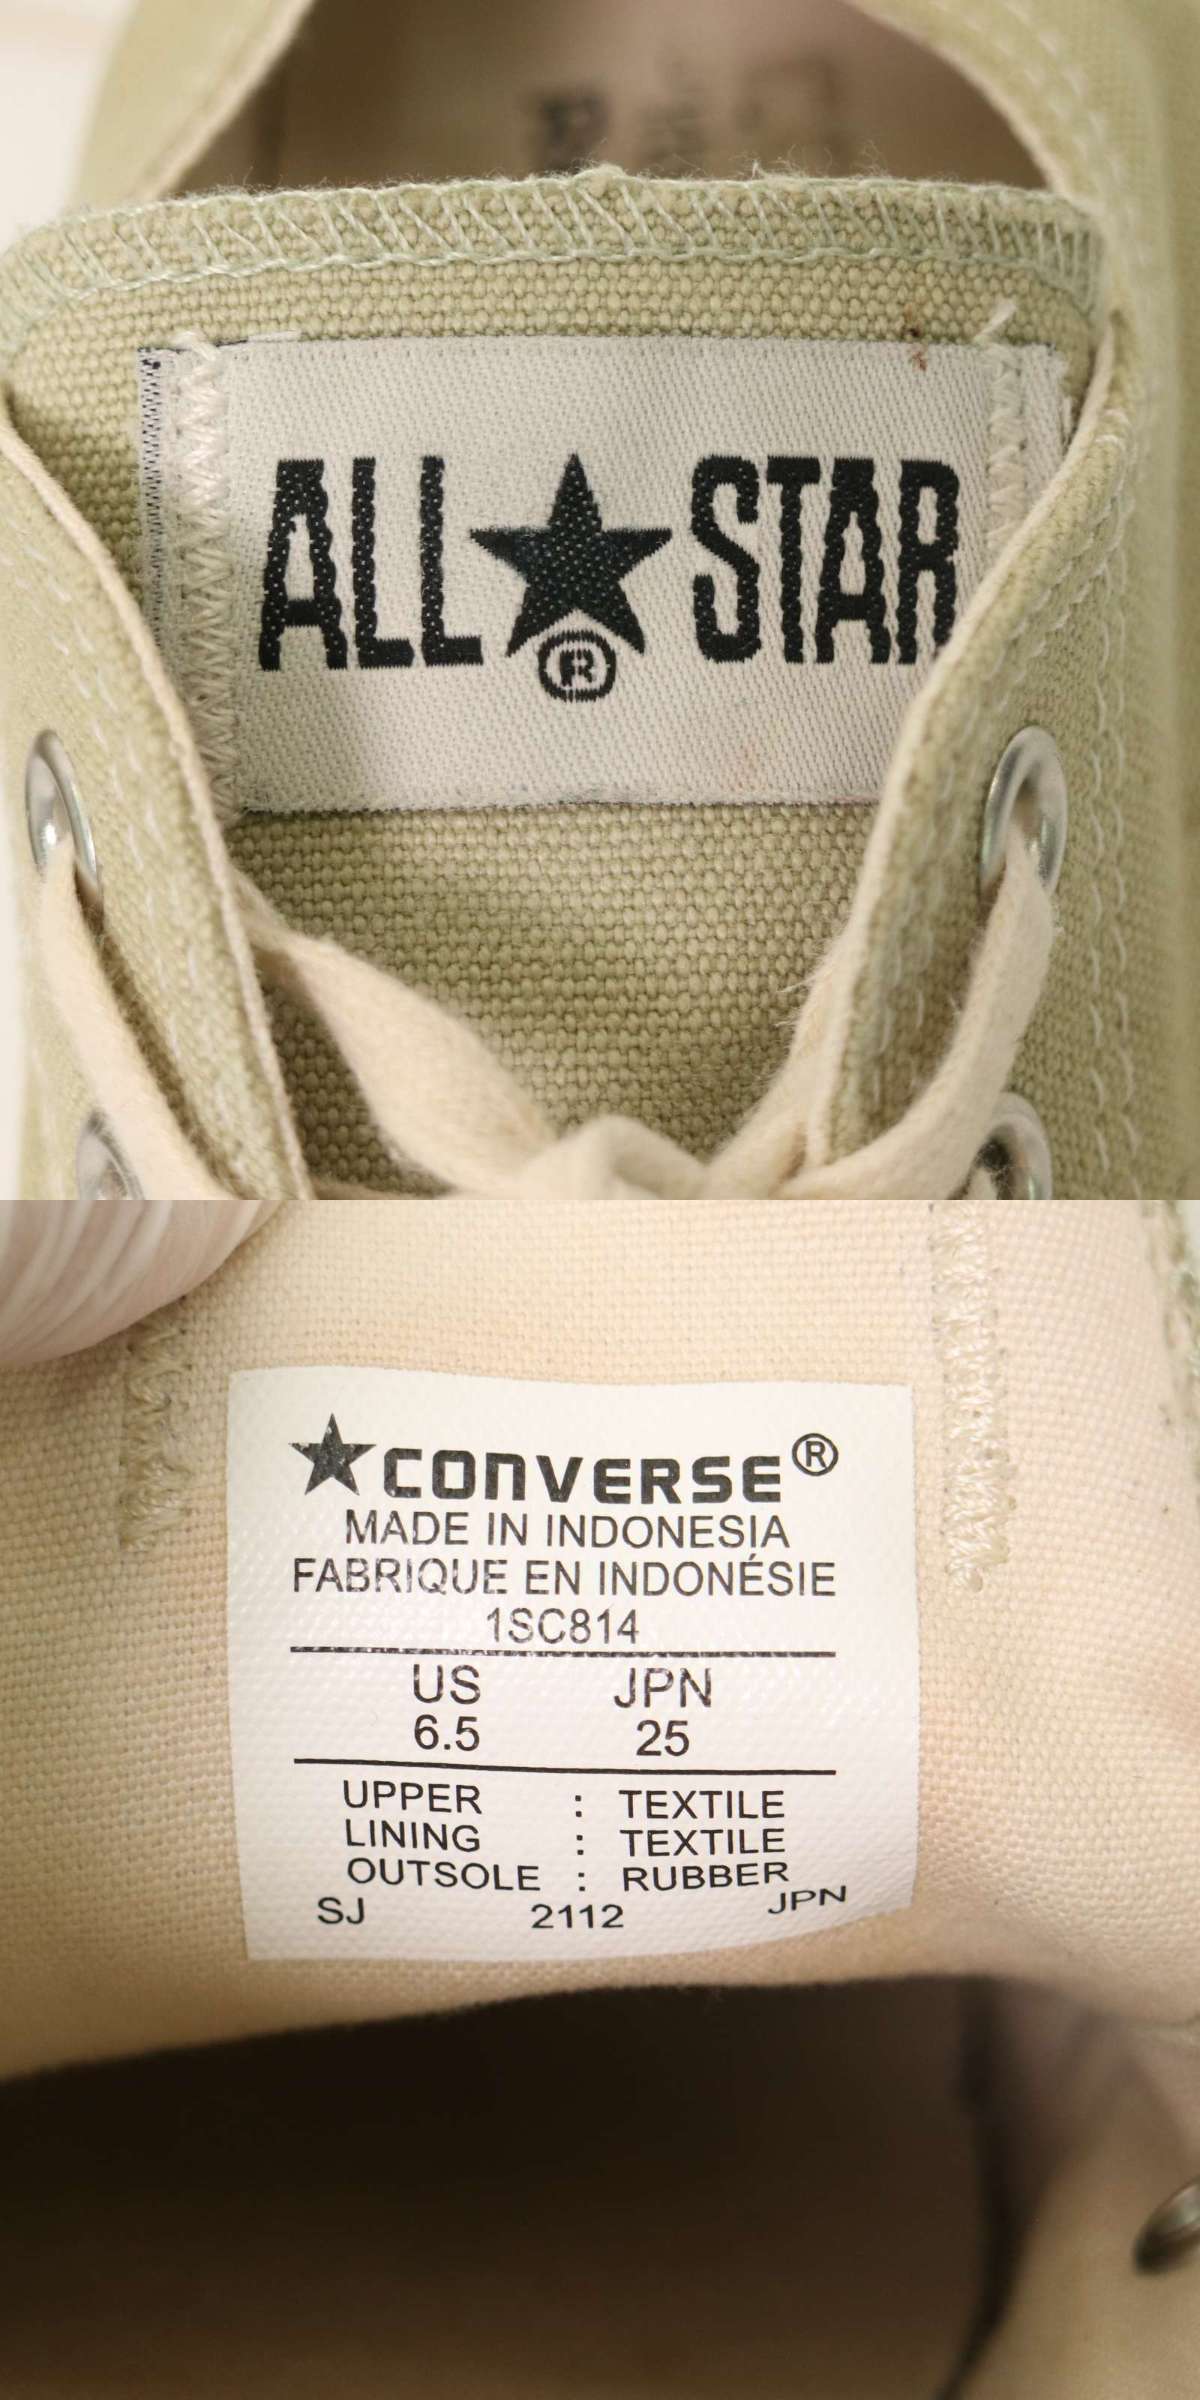 ALL★STAR
®
★CONVERSE®
MADE IN INDONESIA
FABRIQUE EN INDONÉSIE
1SC814
US JPN
6.5 25
UPPER : TEXTILE
LINING : TEXTILE
OUTSOLE : RUBBER
SJ 2112 JPN